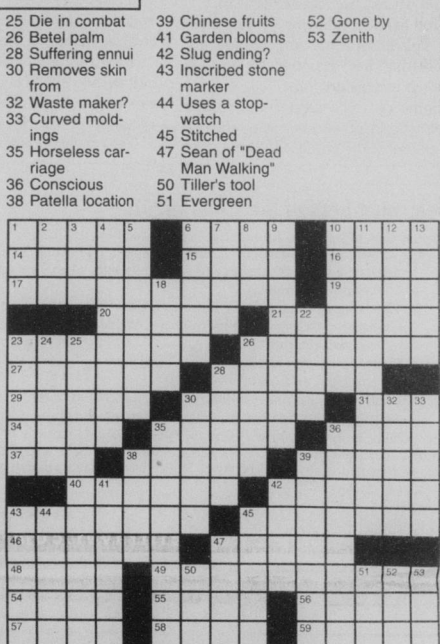 25 Die in combat
26 Betel palm
28 Suffering ennui
30 Removes skin
from
32 Waste maker?
33 Curved mold-
ings
35 Horseless car-
riage
36 Conscious
38 Patella location
39 Chinese fruits
41 Garden blooms
42 Slug ending?
43 Inscribed stone
marker
44 Uses a stop-
watch
45 Stitched
47 Sean of "Dead
Man Walking"
50 Tiller's tool
51 Evergreen
52 Gone by
53 Zenith
1 2 3 4 5 6 7 8 9 10 11 12 13
14 15 16
17 18 19
20 21 22
23 24 25 26
27 28
29 30 31 32 33
34 35 36
37 38 39
40 41 42
43 44 45
46 47
48 49 50 51 52 53
54 55 56
57 58 59